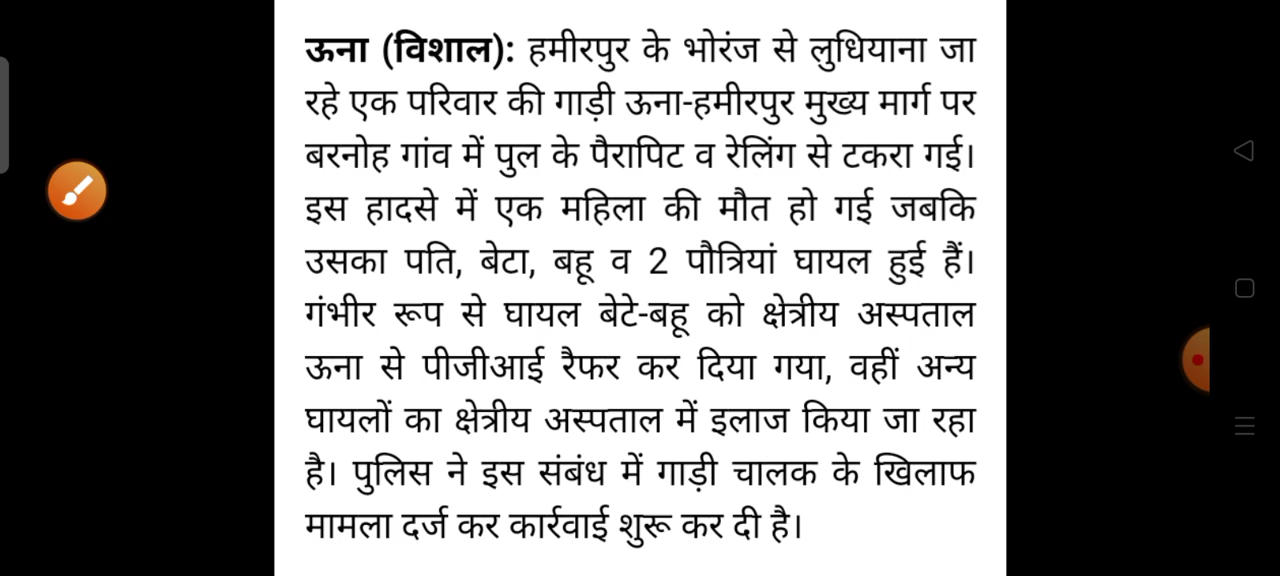 ऊना (विशाल): हमीरपुर के भोरंज से लुधियाना जा
रहे एक परिवार की गाड़ी ऊना-हमीरपुर मुख्य मार्ग पर
बरनोह गांव में पुल के पैरापिट व रेलिंग से टकरा गई।
इस हादसे में एक महिला की मौत हो गई जबकि
उसका पति, बेटा, बहू व 2 पौत्रियां घायल हुई हैं।
गंभीर रूप से घायल बेटे-बहू को क्षेत्रीय अस्पताल
ऊना से पीजीआई रैफर कर दिया गया, वहीं अन्य
घायलों का क्षेत्रीय अस्पताल में इलाज किया जा रहा
है। पुलिस ने इस संबंध में गाड़ी चालक के खिलाफ
मामला दर्ज कर कार्रवाई शुरू कर दी है।